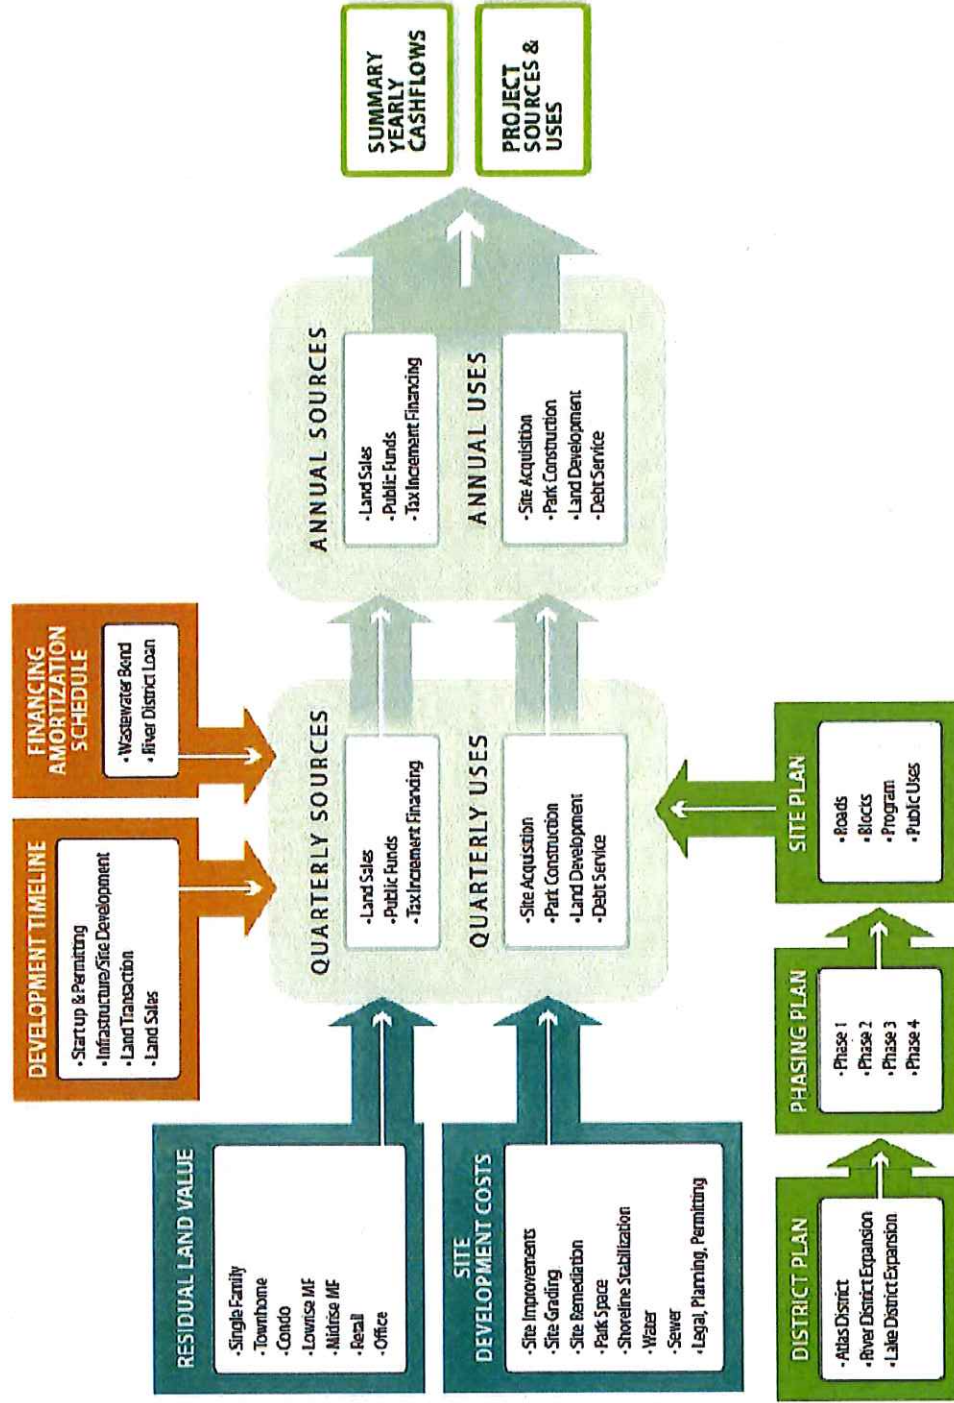 DEVELOPMENT TIMELINE
• Startup & Permitting
• Infrastructure/Site Development
• Land Transaction
• Land Sales
FINANCING
AMORTIZATION
SCHEDULE
• Wastewater Bond
• River District Loan
RESIDUAL LAND VALUE
• Single Family
• Townhome
• Condo
• Lowrise MF
• Midrise MF
• Retail
• Office
SITE
DEVELOPMENT COSTS
• Site Improvements
• Site Grading
• Site Remediation
• Park Space
• Shoreline Stabilization
• Water
• Sewer
• Legal, Planning, Permitting
QUARTERLY SOURCES
• Land Sales
• Public Funds
• Tax Increment Financing
QUARTERLY USES
• Site Acquisition
• Park Construction
• Land Development
• Debt Service
ANNUAL SOURCES
• Land Sales
• Public Funds
• Tax Increment Financing
ANNUAL USES
• Site Acquisition
• Park Construction
• Land Development
• Debt Service
SUMMARY
YEARLY
CASHFLOWS
PROJECT
SOURCES &
USES
DISTRICT PLAN
• Atlas District
• River District Expansion
• Lake District Expansion
PHASING PLAN
• Phase 1
• Phase 2
• Phase 3
• Phase 4
SITE PLAN
• Roads
• Blocks
• Program
• Public Uses